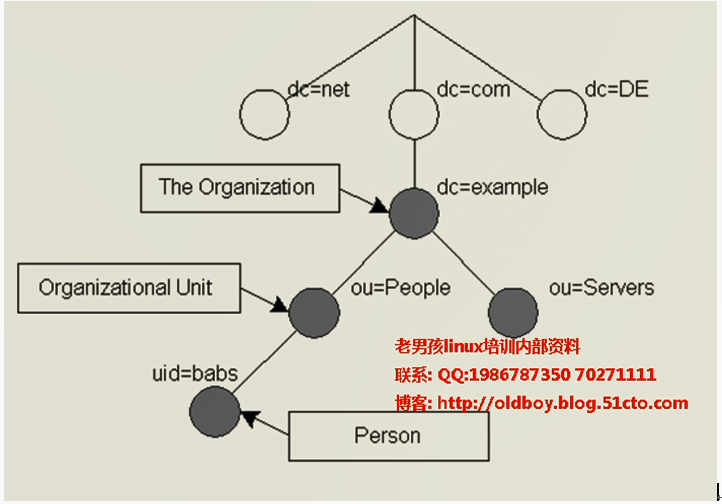 dc=net
dc=com
dc=DE
The Organization
dc=example
Organizational Unit
ou=People
ou=Servers
老男孩linux培训内部资料
uid=babs
联系: QQ:1986787350 70271111
博客: http://oldboy.blog.51cto.com
Person